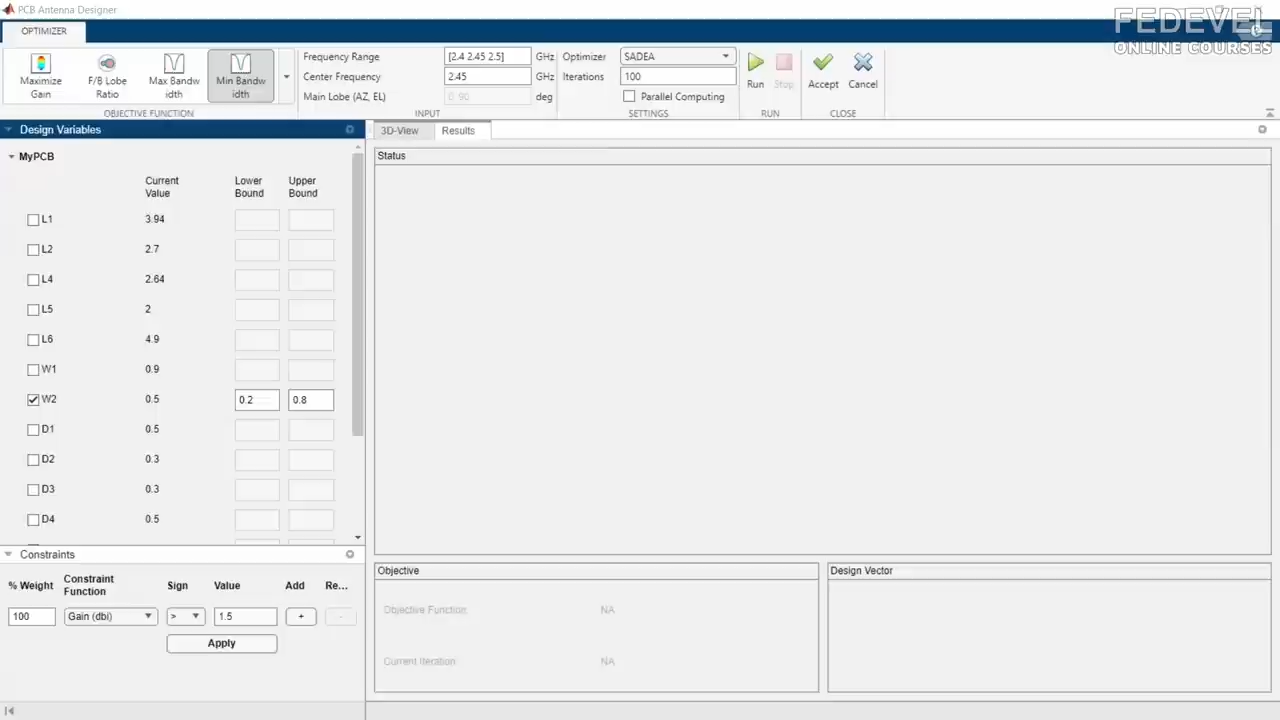 PCB Antenna Designer
FEDEVEL
ONLINE COURSES
OPTIMIZER
Maximize
Gain
F/B Lobe
Ratio
Max Bandw
idth
Min Bandw
idth
OBJECTIVE FUNCTION
Frequency Range [2.4 2.45 2.5] GHz
Center Frequency 2.45 GHz
Main Lobe (AZ, EL) 0 90 deg
INPUT
Optimizer SADEA
Iterations 100
Parallel Computing
SETTINGS
Run
Stop
RUN
Accept
Cancel
CLOSE
Design Variables
MyPCB
Current
Value
Lower
Bound
Upper
Bound
L1 3.94
L2 2.7
L4 2.64
L5 2
L6 4.9
W1 0.9
W2 0.5 0.2 0.8
D1 0.5
D2 0.3
D3 0.3
D4 0.5
Constraints
% Weight Constraint Function Sign Value Add Re...
100 Gain (dbi) > 1.5 + -
Apply
3D-View Results
Status
Objective
Objective Function: NA
Current Iteration: NA
Design Vector